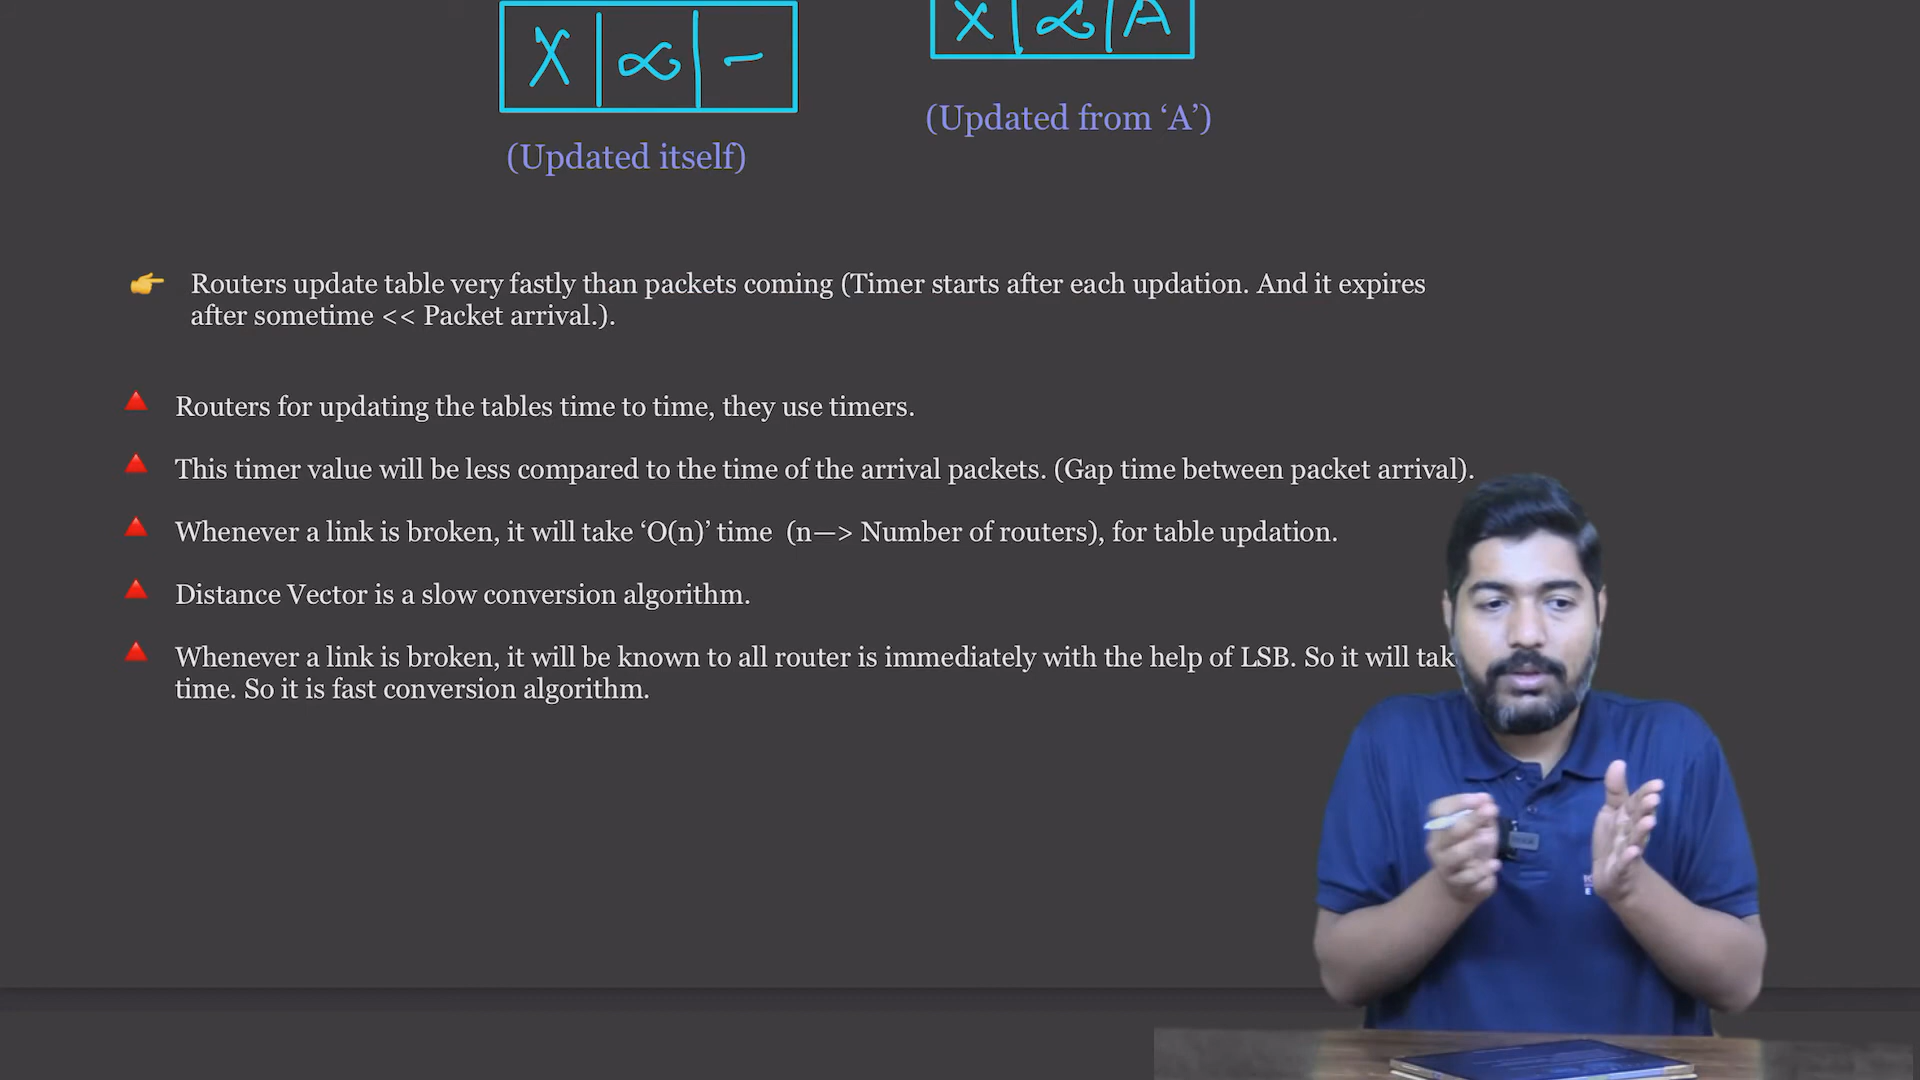 X | ∝ | –
X | ∝ | A
(Updated from ‘A’)
(Updated itself)
Routers update table very fastly than packets coming (Timer starts after each updation. And it expires
after sometime << Packet arrival.).
Routers for updating the tables time to time, they use timers.
This timer value will be less compared to the time of the arrival packets. (Gap time between packet arrival).
Whenever a link is broken, it will take ‘O(n)’ time (n—> Number of routers), for table updation.
Distance Vector is a slow conversion algorithm.
Whenever a link is broken, it will be known to all router is immediately with the help of LSB. So it will
time. So it is fast conversion algorithm.